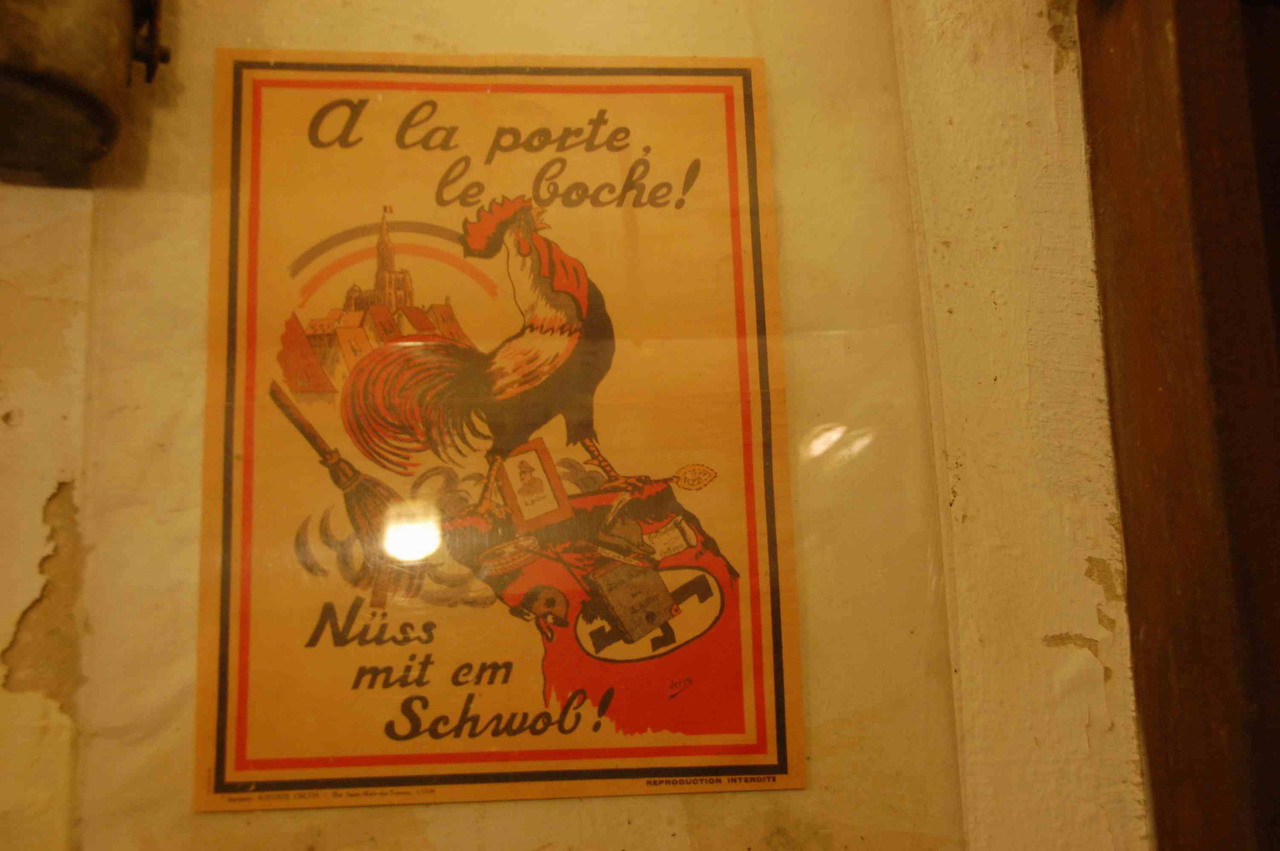 A la porte,
le boche!
Nüss
mit em
Schwob!
REPRODUCTION INTERDITE